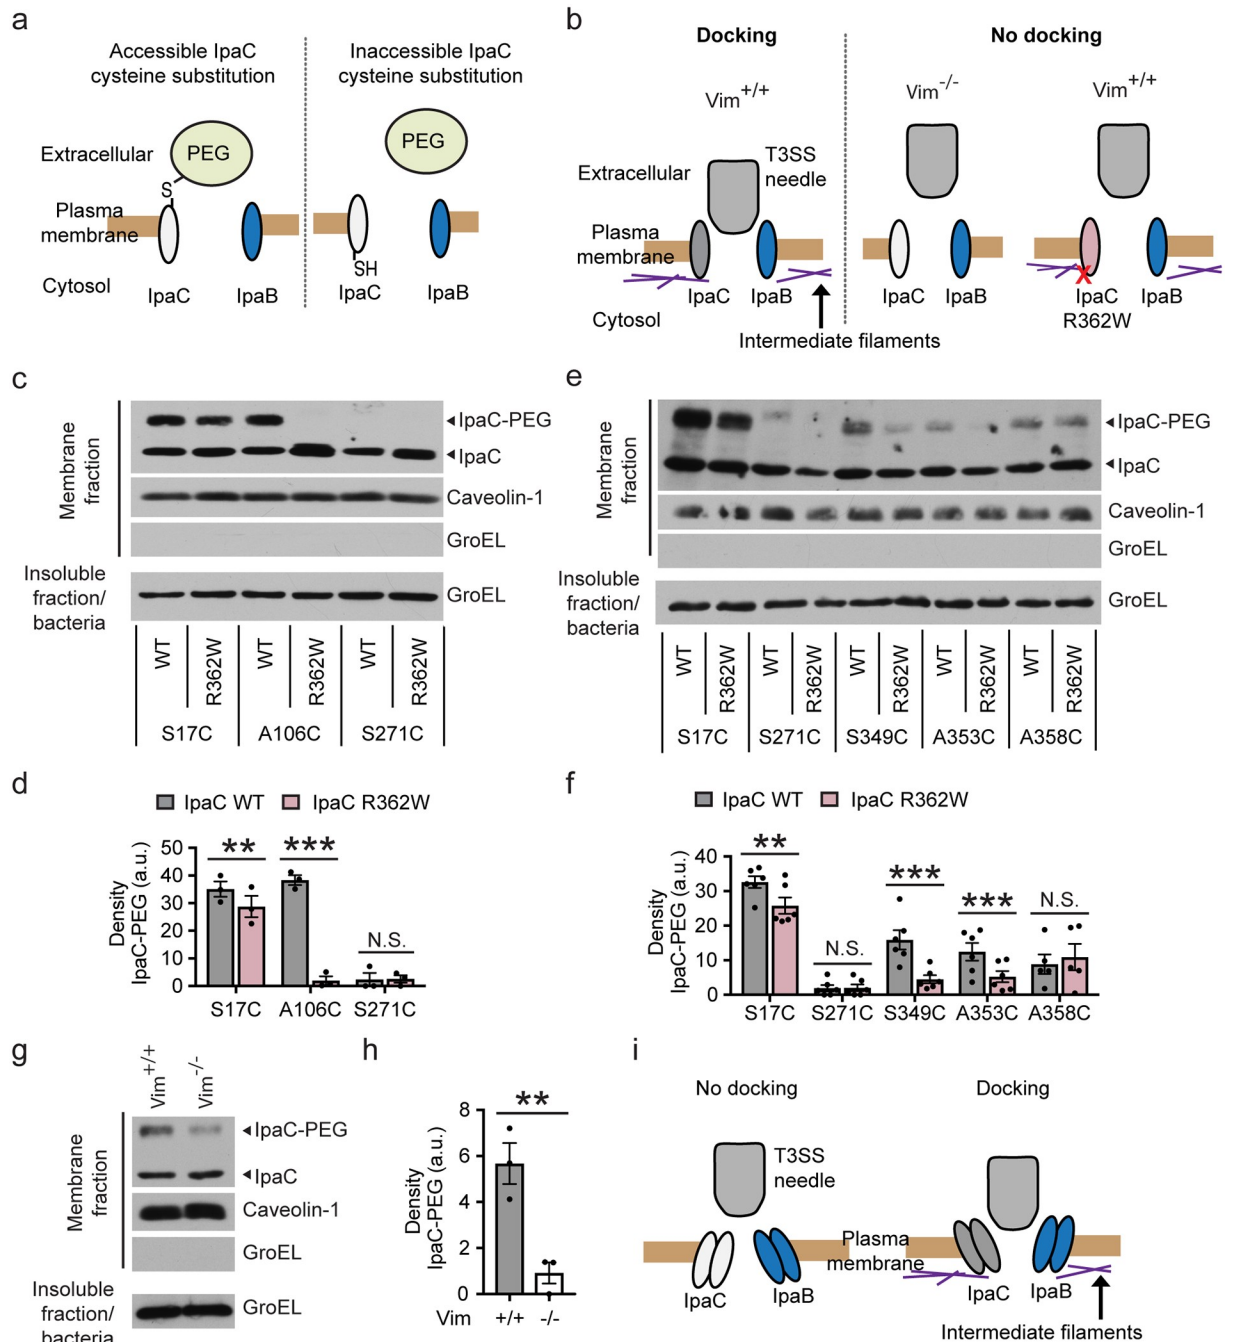 a
Accessible IpaC
cysteine substitution
Inaccessible IpaC
cysteine substitution
Extracellular
PEG
PEG
S
Plasma
membrane
SH
Cytosol
IpaC
IpaB
IpaC
IpaB
b
Docking
No docking
Vim+/+
Vim-/-
Vim+/+
Extracellular
T3SS
needle
Plasma
membrane
X
IpaC
IpaB
IpaC
IpaB
IpaC
R362W
IpaB
Cytosol
Intermediate filaments
c
Membrane
fraction
IpaC-PEG
IpaC
Caveolin-1
GroEL
Insoluble
fraction/
bacteria
GroEL
WT
R362W
WT
R362W
WT
R362W
S17C
A106C
S271C
e
Membrane
fraction
IpaC-PEG
IpaC
Caveolin-1
GroEL
Insoluble
fraction/
bacteria
GroEL
WT
R362W
WT
R362W
WT
R362W
WT
R362W
WT
R362W
S17C
S271C
S349C
A353C
A358C
d
IpaC WT
IpaC R362W
Density
IpaC-PEG (a.u.)
50
40
30
20
10
0
**
***
N.S.
S17C
A106C
S271C
f
IpaC WT
IpaC R362W
Density
IpaC-PEG (a.u.)
40
30
20
10
0
**
N.S.
***
***
N.S.
S17C
S271C
S349C
A353C
A358C
g
Vim+/+
Vim-/-
Membrane
fraction
IpaC-PEG
IpaC
Caveolin-1
GroEL
Insoluble
fraction/
bacteria
GroEL
h
Density
IpaC-PEG (a.u.)
8
6
4
2
0
**
Vim
+/+
-/-
i
No docking
Docking
T3SS
needle
Plasma
membrane
IpaC
IpaB
IpaC
IpaB
Intermediate filaments